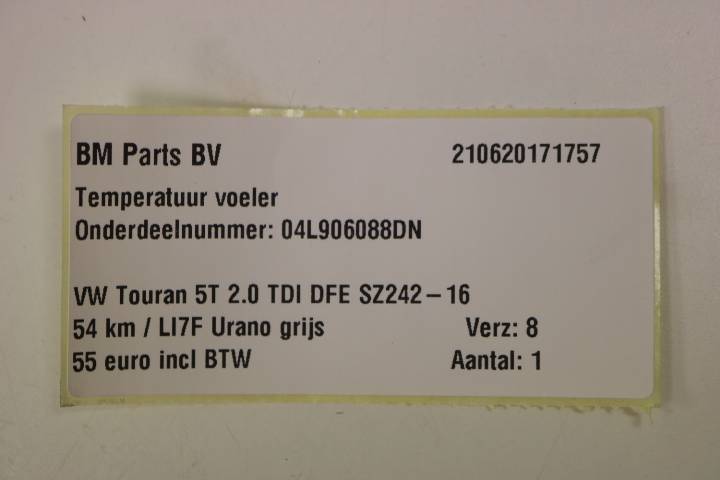 BM Parts BV 210620171757
Temperatuur voeler
Onderdeelnummer: 04L906088DN
VW Touran 5T 2.0 TDI DFE SZ242-16
54 km / LI7F Urano grijs Verz: 8
55 euro incl BTW Aantal: 1